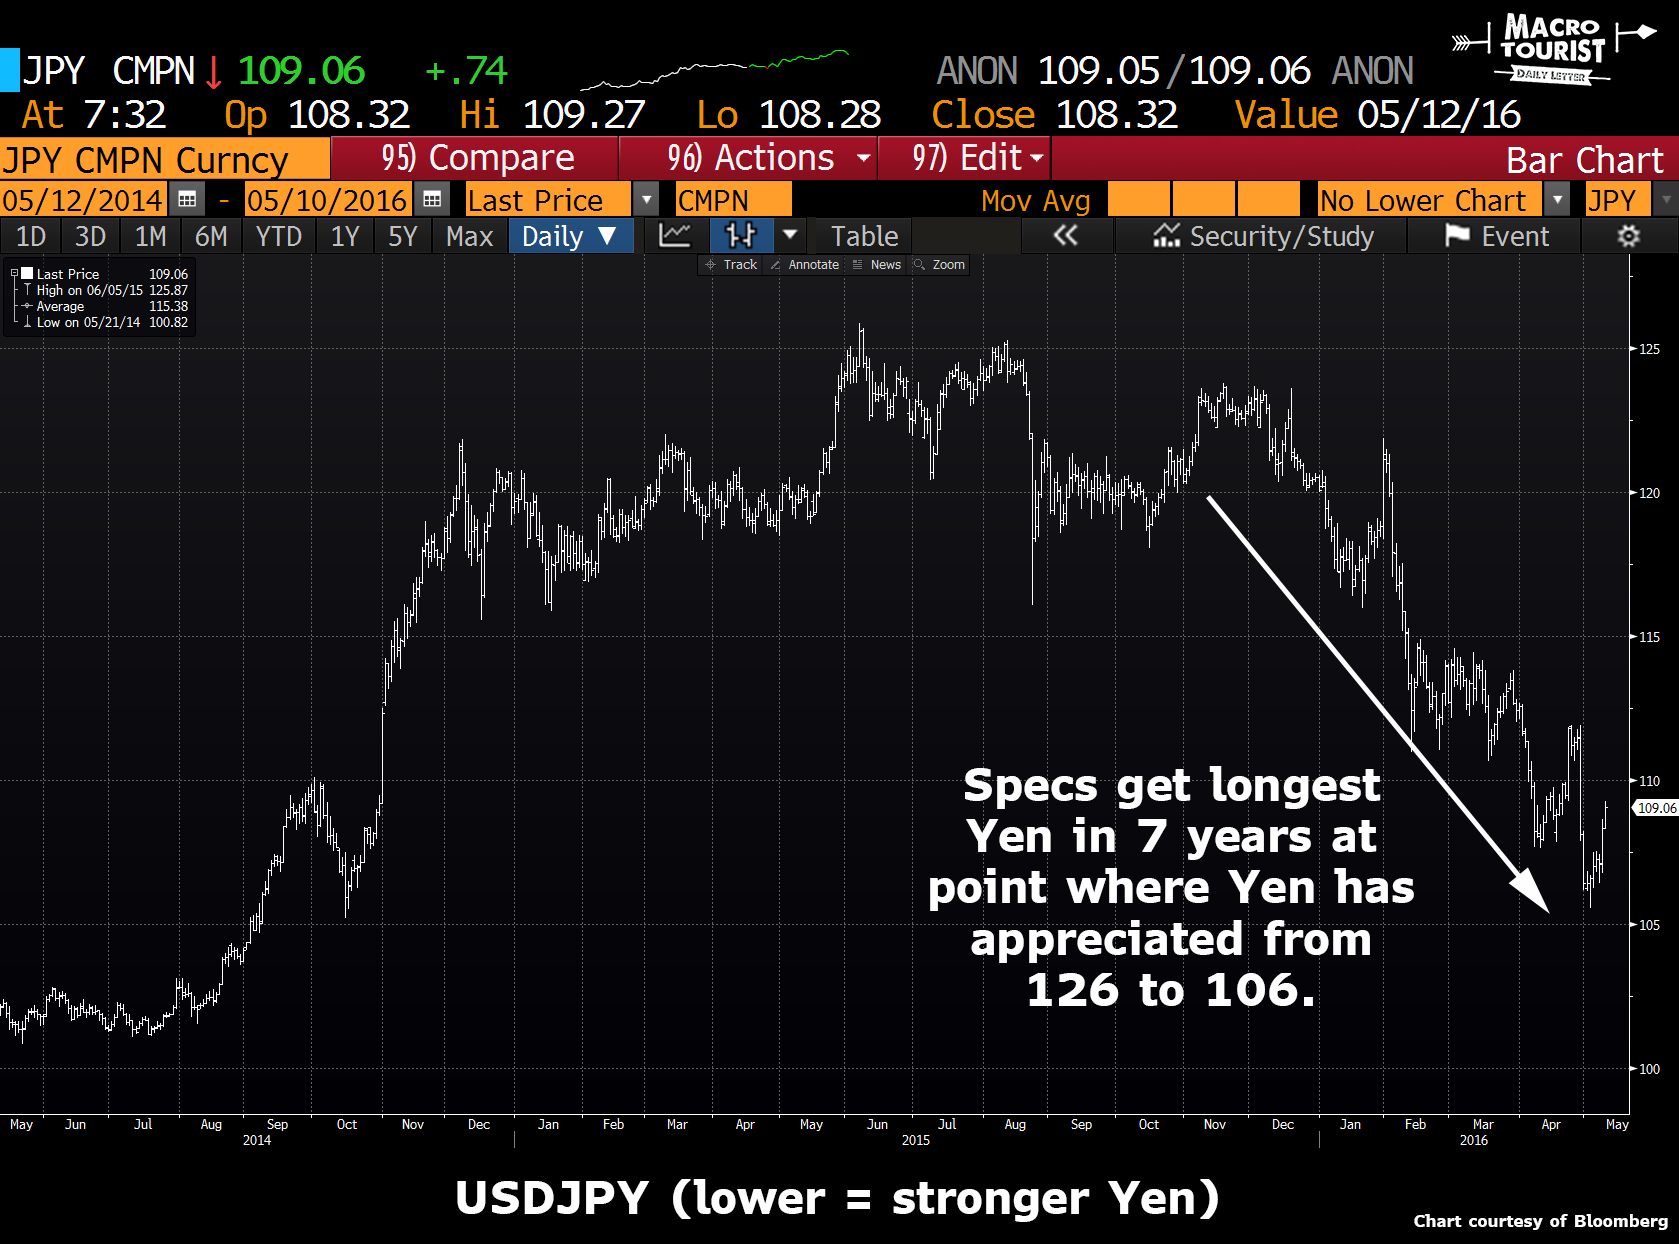 MACRO
TOURIST
DAILY LETTER
JPY CMPN↓ 109.06 +.74 ANON 109.05/109.06 ANON
At 7:32 Op 108.32 Hi 109.27 Lo 108.28 Close 108.32 Value 05/12/16
JPY CMPN Curncy 95) Compare 96) Actions 97) Edit Bar Chart
05/12/2014 - 05/10/2016 Last Price CMPN Mov Avg No Lower Chart JPY
1D 3D 1M 6M YTD 1Y 5Y Max Daily ▼ Table « Security/Study Event
Track Annotate News Zoom
Last Price 109.06
High on 06/05/15 125.87
Average 115.38
Low on 05/21/14 100.82
125
120
115
110
109.06
105
100
Specs get longest
Yen in 7 years at
point where Yen has
appreciated from
126 to 106.
May Jun Jul Aug Sep Oct Nov Dec Jan Feb Mar Apr May Jun Jul Aug Sep Oct Nov Dec Jan Feb Mar Apr May
2014 2015 2016
USDJPY (lower = stronger Yen)
Chart courtesy of Bloomberg